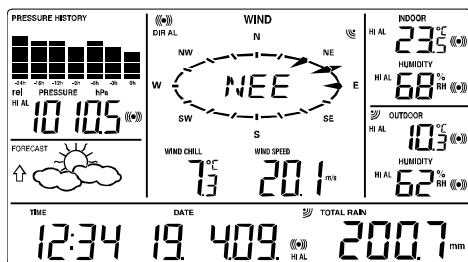 PRESSURE HISTORY
-24h -16h -12h -9h -6h -3h 0h
rel PRESSURE hPa
HI AL 1010.5
FORECAST
WIND
DIR AL
N
NW NE
W NEE E
SW SE
S
WIND CHILL WIND SPEED
7.3 °C 20.1 m/s
INDOOR
HI AL 23.5 °C
HUMIDITY
HI AL 68% RH
OUTDOOR
HI AL 10.3 °C
HUMIDITY
HI AL 62% RH
TIME DATE TOTAL RAIN
12:34 19. 4.09. HI AL 200.7 mm